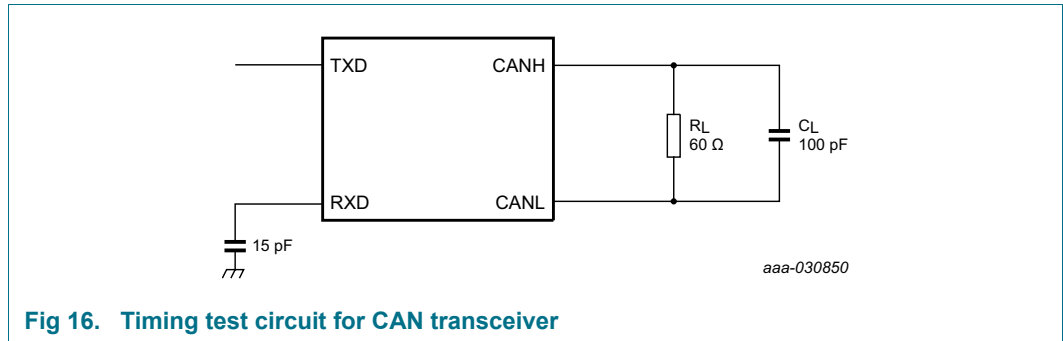 TXD
CANH
RL
60 Ω
CL
100 pF
RXD
CANL
15 pF
aaa-030850
Fig 16. Timing test circuit for CAN transceiver